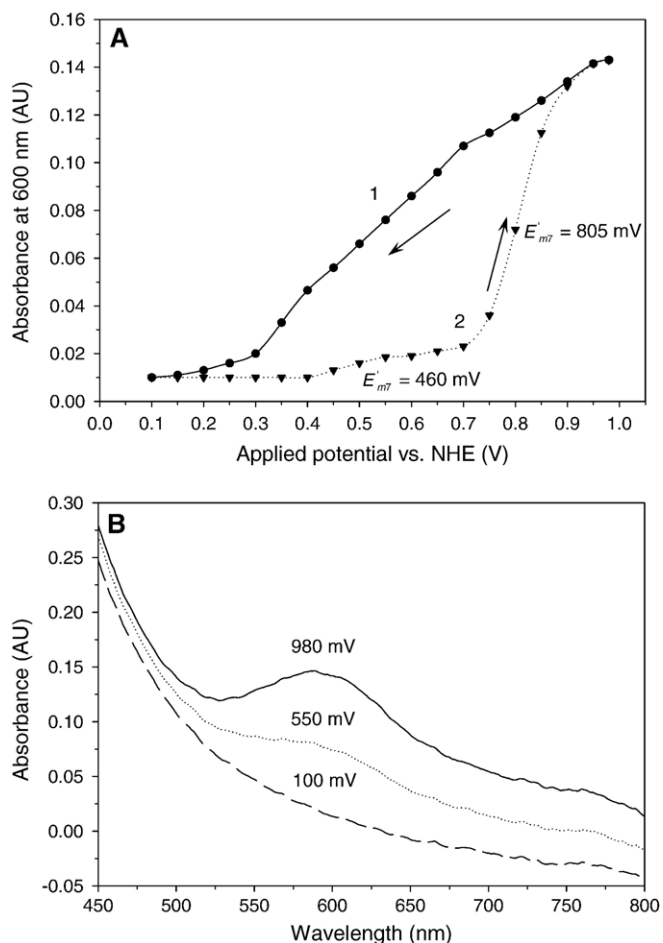 A
Absorbance at 600 nm (AU)
0.16
0.14
0.12
0.10
0.08
0.06
0.04
0.02
0.00
1
2
E'm7 = 805 mV
E'm7 = 460 mV
0.0 0.1 0.2 0.3 0.4 0.5 0.6 0.7 0.8 0.9 1.0
Applied potential vs. NHE (V)
B
Absorbance (AU)
0.30
0.25
0.20
0.15
0.10
0.05
0.00
-0.05
980 mV
550 mV
100 mV
450 500 550 600 650 700 750 800
Wavelength (nm)